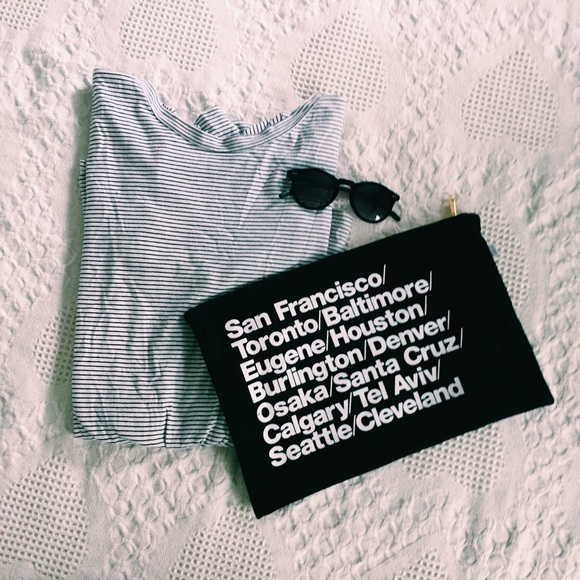 San Francisco/
Toronto/Baltimore/
Eugene/Houston/
Burlington/Denver/
Osaka/Santa Cruz/
Calgary/Tel Aviv/
Seattle/Cleveland